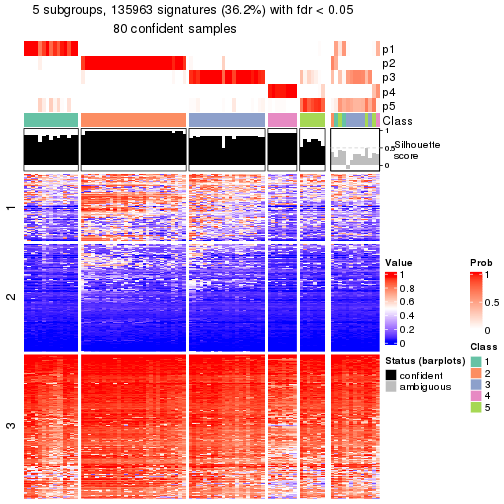 5 subgroups, 135963 signatures (36.2%) with fdr < 0.05
80 confident samples
p1
p2
p3
p4
p5
Class
1
0.5
0
Silhouette
score
1
2
3
Value
1
0.8
0.6
0.4
0.2
0
Status (barplots)
confident
ambiguous
Prob
1
0.5
0
Class
1
2
3
4
5